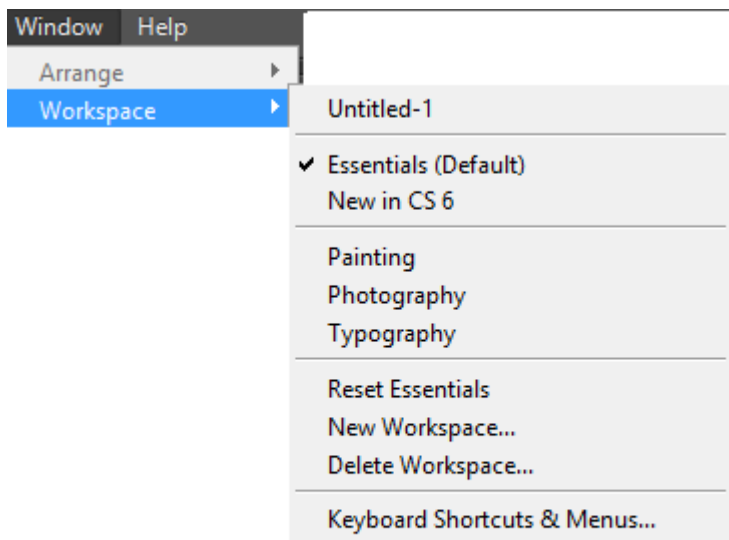 Window Help
Arrange
Workspace
Untitled-1
Essentials (Default)
New in CS 6
Painting
Photography
Typography
Reset Essentials
New Workspace...
Delete Workspace...
Keyboard Shortcuts & Menus...